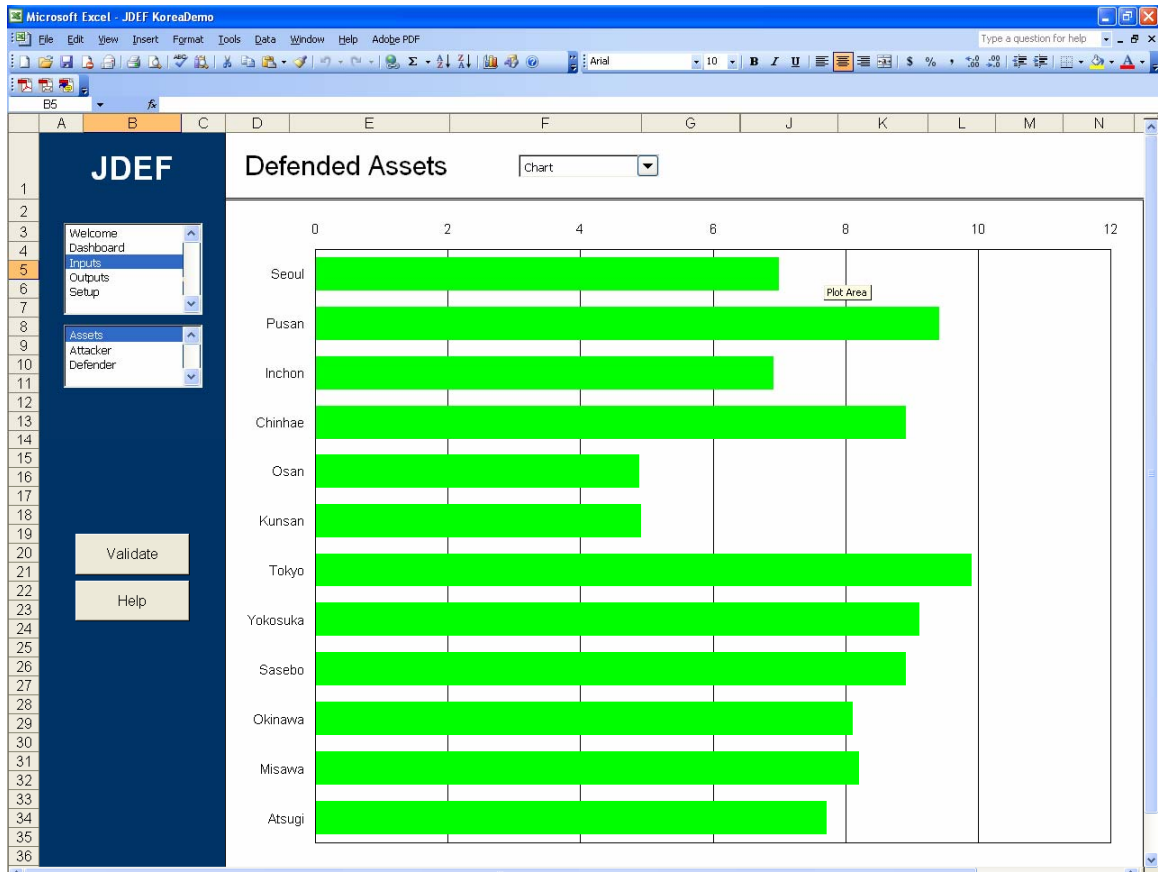 Microsoft Excel - JDEF KoreaDemo
File Edit View Insert Format Tools Data Window Help Adobe PDF
Type a question for help
Arial 10 B I U $ % ,
B5 fx
A B C D E F G J K L M N
JDEF
Defended Assets
Chart
Welcome
Dashboard
Inputs
Outputs
Setup
Assets
Attacker
Defender
Validate
Help
0 2 4 6 8 10 12
Seoul
Plot Area
Pusan
Inchon
Chinhae
Osan
Kunsan
Tokyo
Yokosuka
Sasebo
Okinawa
Misawa
Atsugi
1
2
3
4
5
6
7
8
9
10
11
12
13
14
15
16
17
18
19
20
21
22
23
24
25
26
27
28
29
30
31
32
33
34
35
36